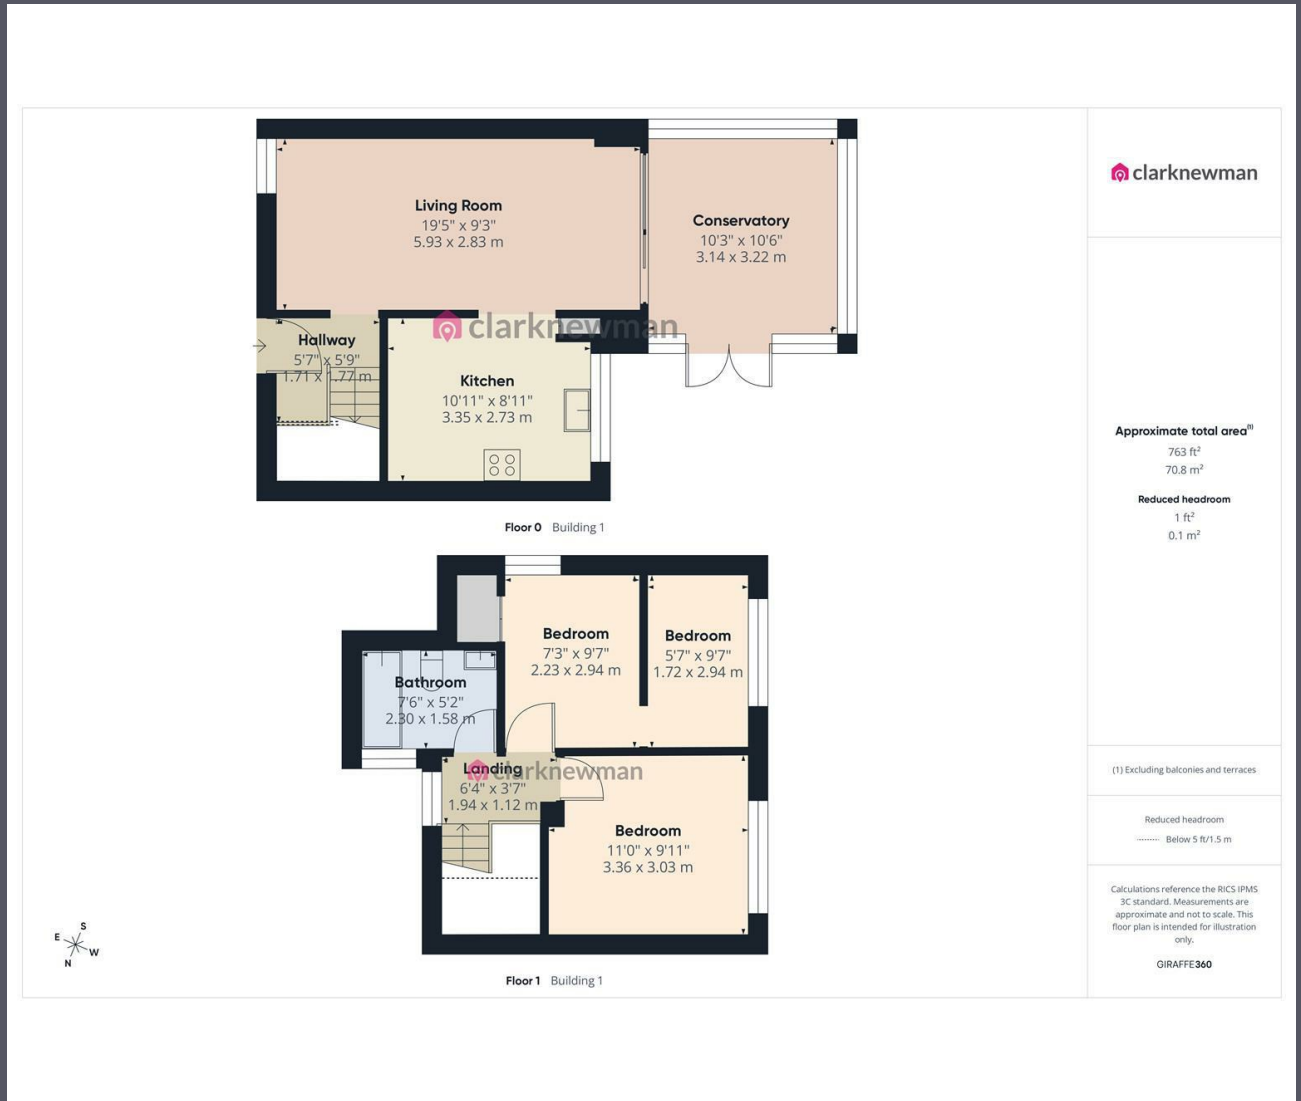 Living Room
19'5" x 9'3"
5.93 x 2.83 m
Conservatory
10'3" x 10'6"
3.14 x 3.22 m
clarknewman
Hallway
5'7" x 5'9"
1.71 x 1.77 m
Kitchen
10'11" x 8'11"
3.35 x 2.73 m
Floor 0 Building 1
Bedroom
7'3" x 9'7"
2.23 x 2.94 m
Bedroom
5'7" x 9'7"
1.72 x 2.94 m
Bathroom
7'6" x 5'2"
2.30 x 1.58 m
Landing
clarknewman
6'4" x 3'7"
1.94 x 1.12 m
Bedroom
11'0" x 9'11"
3.36 x 3.03 m
Floor 1 Building 1
S
E
W
N
clarknewman
Approximate total area(1)
763 ft²
70.8 m²
Reduced headroom
1 ft²
0.1 m²
(1) Excluding balconies and terraces
Reduced headroom
Below 5 ft/1.5 m
Calculations reference the RICS IPMS
3C standard. Measurements are
approximate and not to scale. This
floor plan is intended for illustration
only.
GIRAFFE360